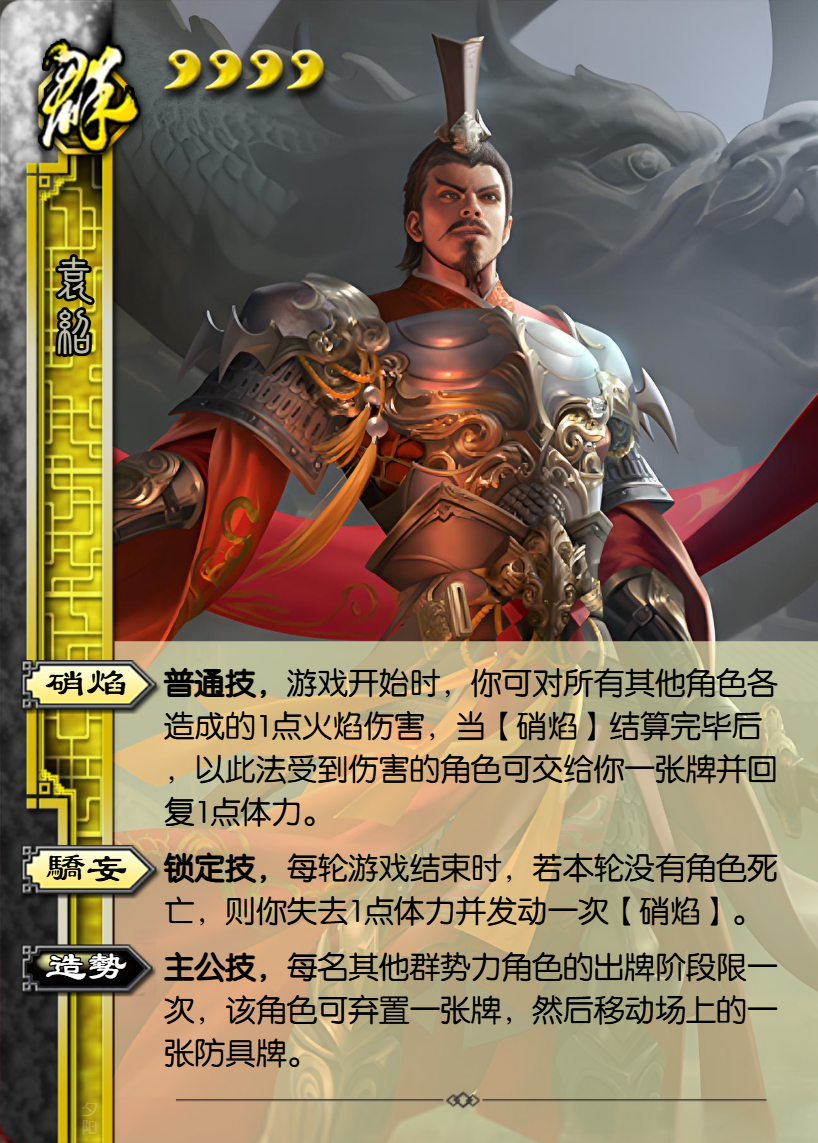 群
袁紹
硝焰
普通技，游戏开始时，你可对所有其他角色各
造成的1点火焰伤害，当【硝焰】结算完毕后
，以此法受到伤害的角色可交给你一张牌并回
复1点体力。
驕妄
锁定技，每轮游戏结束时，若本轮没有角色死
亡，则你失去1点体力并发动一次【硝焰】。
造勢
主公技，每名其他群势力角色的出牌阶段限一
次，该角色可弃置一张牌，然后移动场上的一
张防具牌。